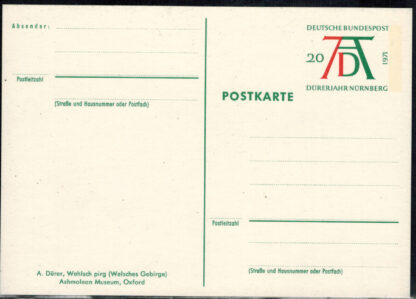 Absender:
Postleitzahl
(Straße und Hausnummer oder Postfach)
A. Dürer, Wehlsch pirg (Welsches Gebirge)
Ashmolean Museum, Oxford
DEUTSCHE BUNDESPOST
20
AD
1971
DÜRERJAHR NÜRNBERG
POSTKARTE
Postleitzahl
(Straße und Hausnummer oder Postfach)